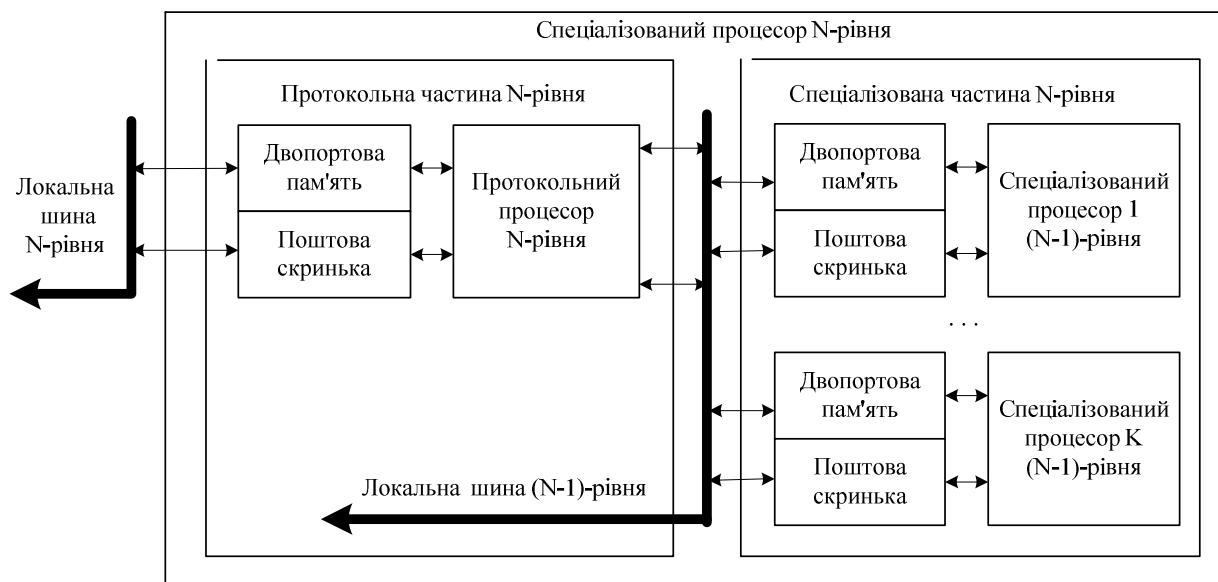 Спеціалізований процесор N-рівня
Протокольна частина N-рівня
Спеціалізована частина N-рівня
Локальна
шина
N-рівня
Двопортова
пам'ять
Поштова
скринька
Протокольний
процесор
N-рівня
Двопортова
пам'ять
Поштова
скринька
Спеціалізований
процесор 1
(N-1)-рівня
. . .
Двопортова
пам'ять
Поштова
скринька
Спеціалізований
процесор K
(N-1)-рівня
Локальна шина (N-1)-рівня